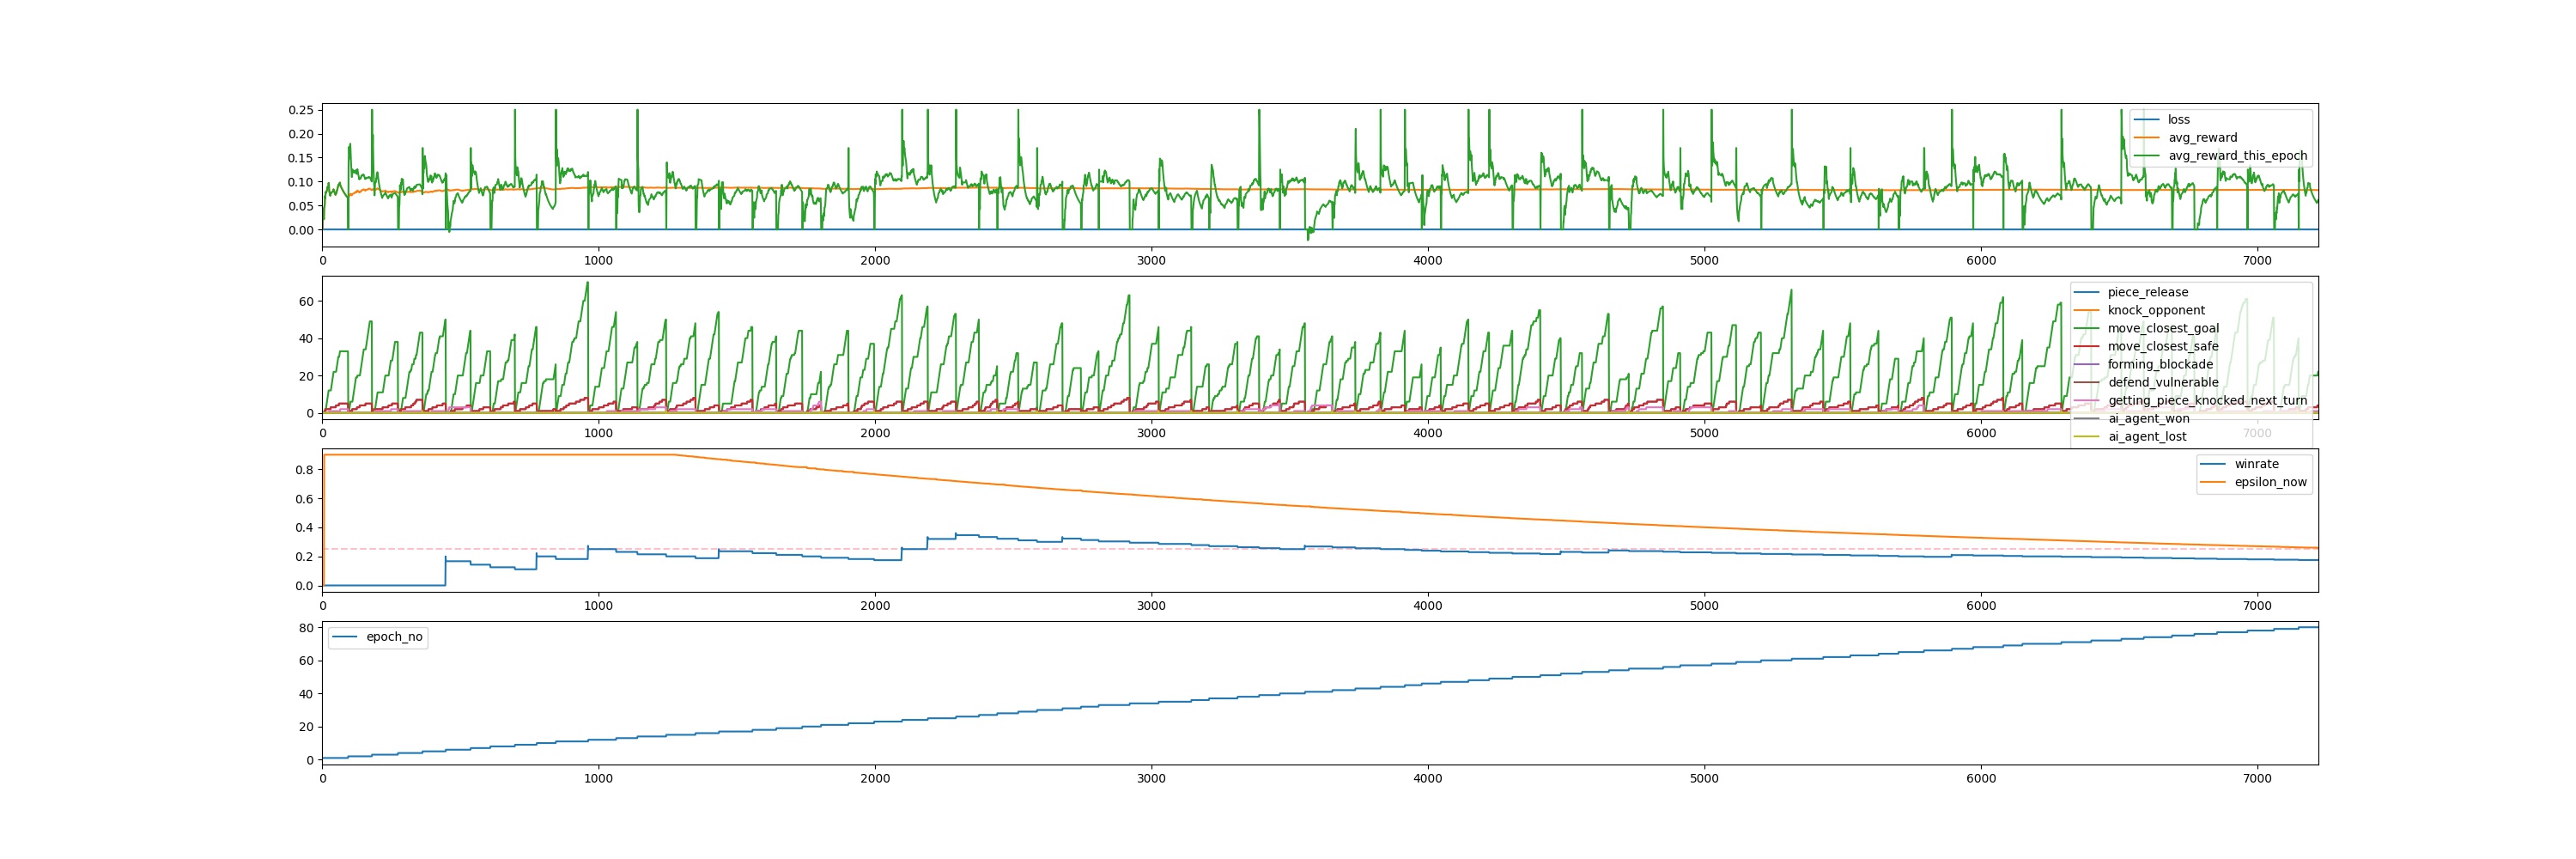 0.25
0.20
0.15
0.10
0.05
0.00
loss
avg_reward
avg_reward_this_epoch
0 1000 2000 3000 4000 5000 6000 7000
60
40
20
0
piece_release
knock_opponent
move_closest_goal
move_closest_safe
forming_blockade
defend_vulnerable
getting_piece_knocked_next_turn
ai_agent_won
ai_agent_lost
0 1000 2000 3000 4000 5000 6000 7000
0.8
0.6
0.4
0.2
0.0
winrate
epsilon_now
0 1000 2000 3000 4000 5000 6000 7000
80
60
40
20
0
epoch_no
0 1000 2000 3000 4000 5000 6000 7000